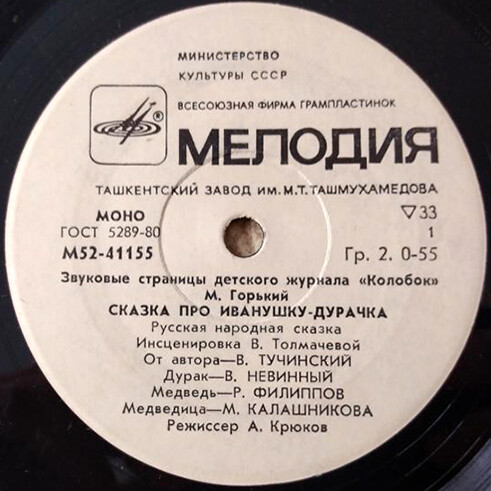 МИНИСТЕРСТВО
КУЛЬТУРЫ СССР
ВСЕСОЮЗНАЯ ФИРМА ГРАМПЛАСТИНОК
®
МЕЛОДИЯ
ТАШКЕНТСКИЙ ЗАВОД ИМ. М.Т. ТАШМУХАМЕДОВА
МОНО ▽33
ГОСТ 5289-80 1
М52-41155 Гр. 2. 0-55
Звуковые страницы детского журнала «Колобок»
М. Горький
СКАЗКА ПРО ИВАНУШКУ-ДУРАЧКА
Русская народная сказка
Инсценировка В. Толмачевой
От автора—В. ТУЧИНСКИЙ
Дурак—В. НЕВИННЫЙ
Медведь—Р. ФИЛИППОВ
Медведица—М. КАЛАШНИКОВА
Режиссер А. Крюков